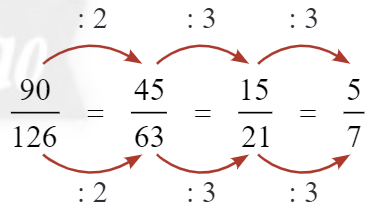 : 2 : 3 : 3
90/126 = 45/63 = 15/21 = 5/7
: 2 : 3 : 3